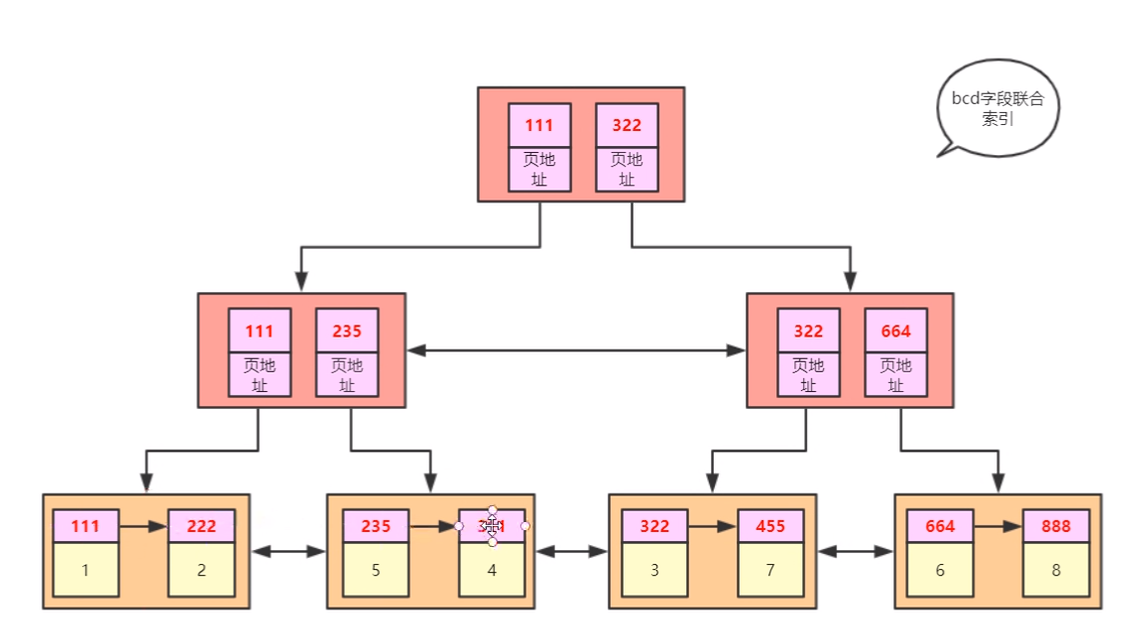 bcd字段联合
索引
111 322
页地 页地
址 址
111 235 322 664
页地 页地 页地 页地
址 址 址 址
111 222 235 322 455 664 888
1 2 5 4 3 7 6 8